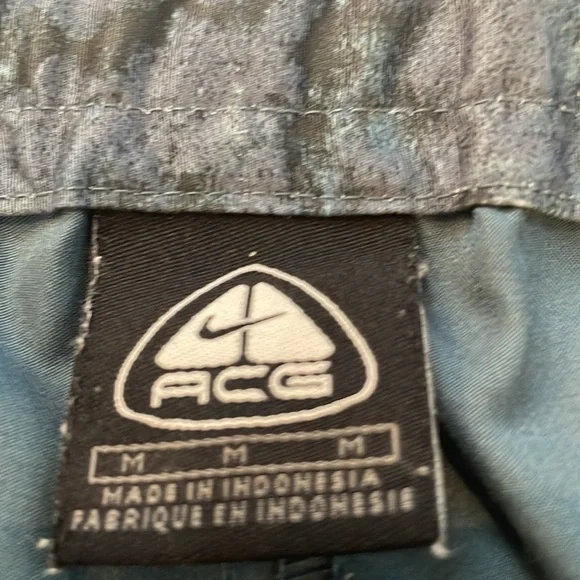 ACG
M M M
MADE IN INDONESIA
FABRIQUE EN INDONESIE